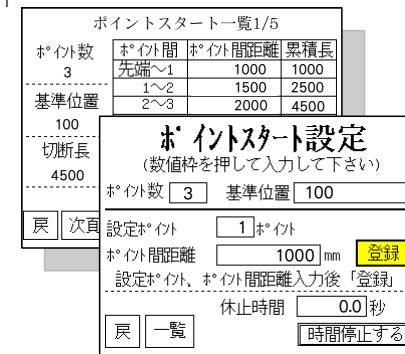 ポイントスタート一覧1/5
ﾎﾟｲﾝﾄ数
3
基準位置
100
切断長
4500
ﾎﾟｲﾝﾄ間 ﾎﾟｲﾝﾄ間距離 累積長
先端～1 1000 1000
1～2 1500 2500
2～3 2000 4500
戻 次頁
ﾎﾟｲﾝﾄｽﾀｰﾄ設定
(数値枠を押して入力して下さい)
ﾎﾟｲﾝﾄ数 3 基準位置 100
設定ﾎﾟｲﾝﾄ 1 ﾎﾟｲﾝﾄ
ﾎﾟｲﾝﾄ間距離 1000 mm 登録
設定ﾎﾟｲﾝﾄ、ﾎﾟｲﾝﾄ間距離入力後「登録」
休止時間 0.0 秒
戻 一覧 時間停止する